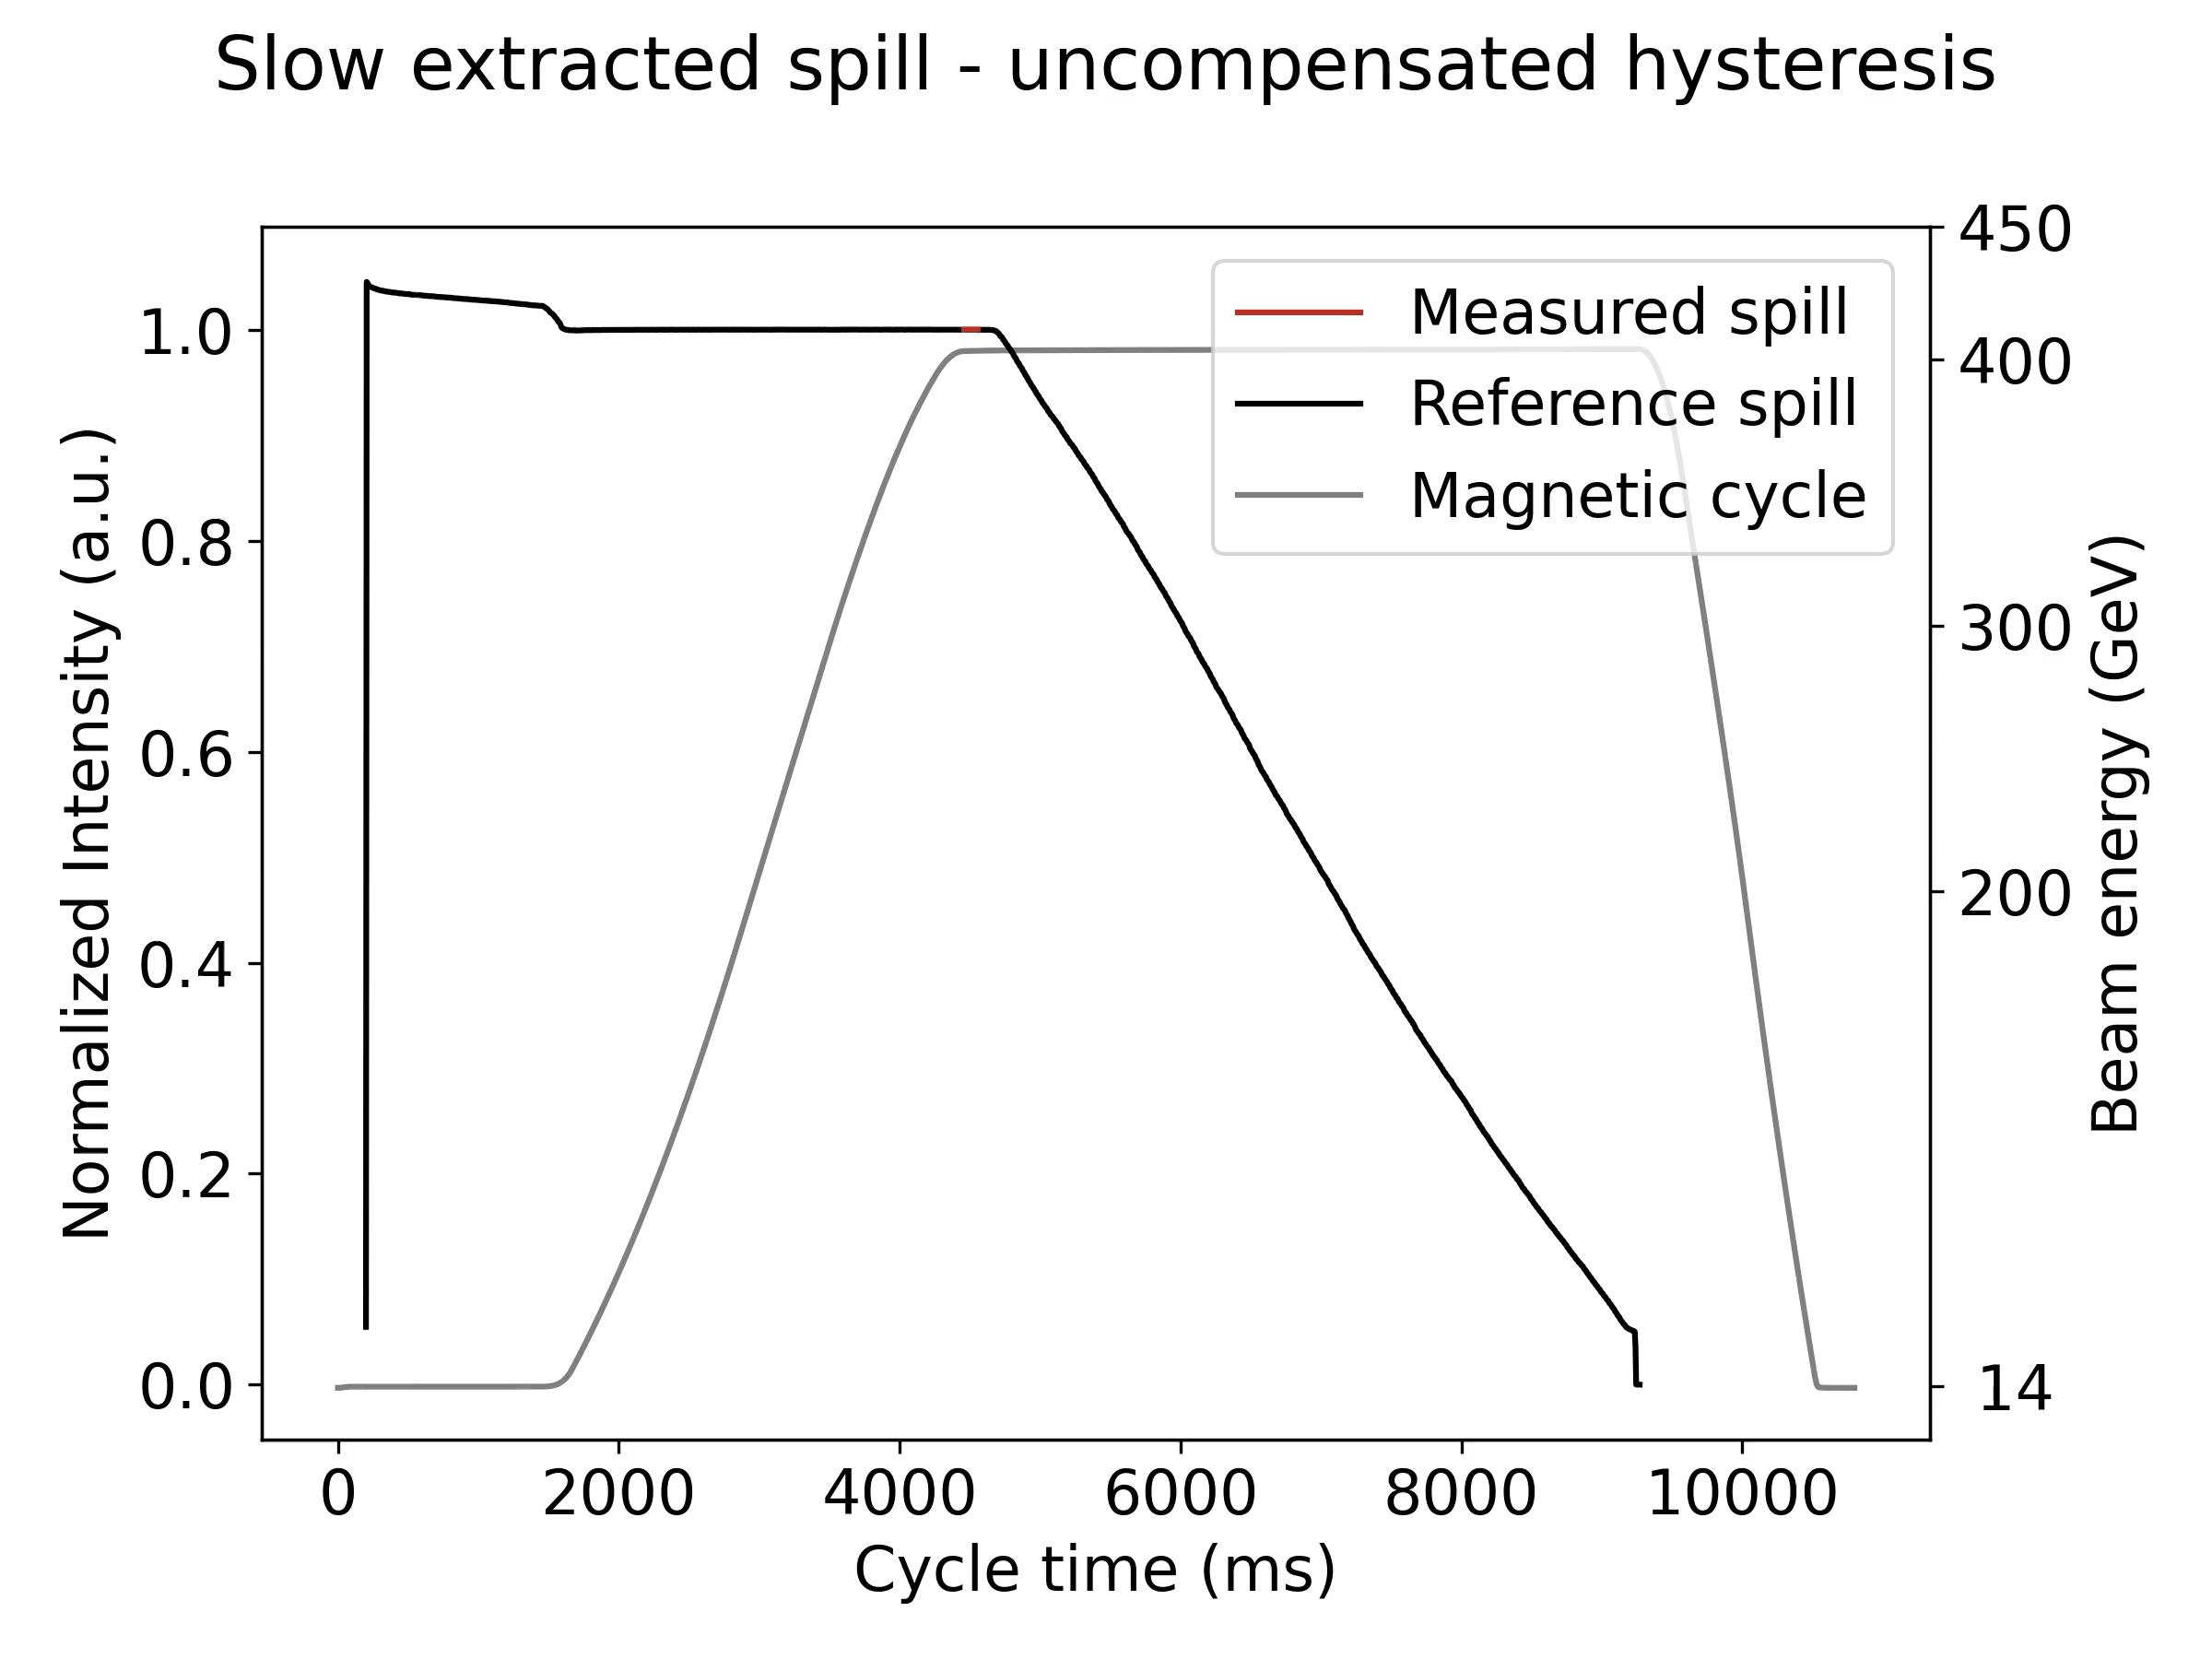 Slow extracted spill - uncompensated hysteresis
Normalized Intensity (a.u.)
1.0
0.8
0.6
0.4
0.2
0.0
Measured spill
Reference spill
Magnetic cycle
450
400
300
200
14
Beam energy (GeV)
0 2000 4000 6000 8000 10000
Cycle time (ms)